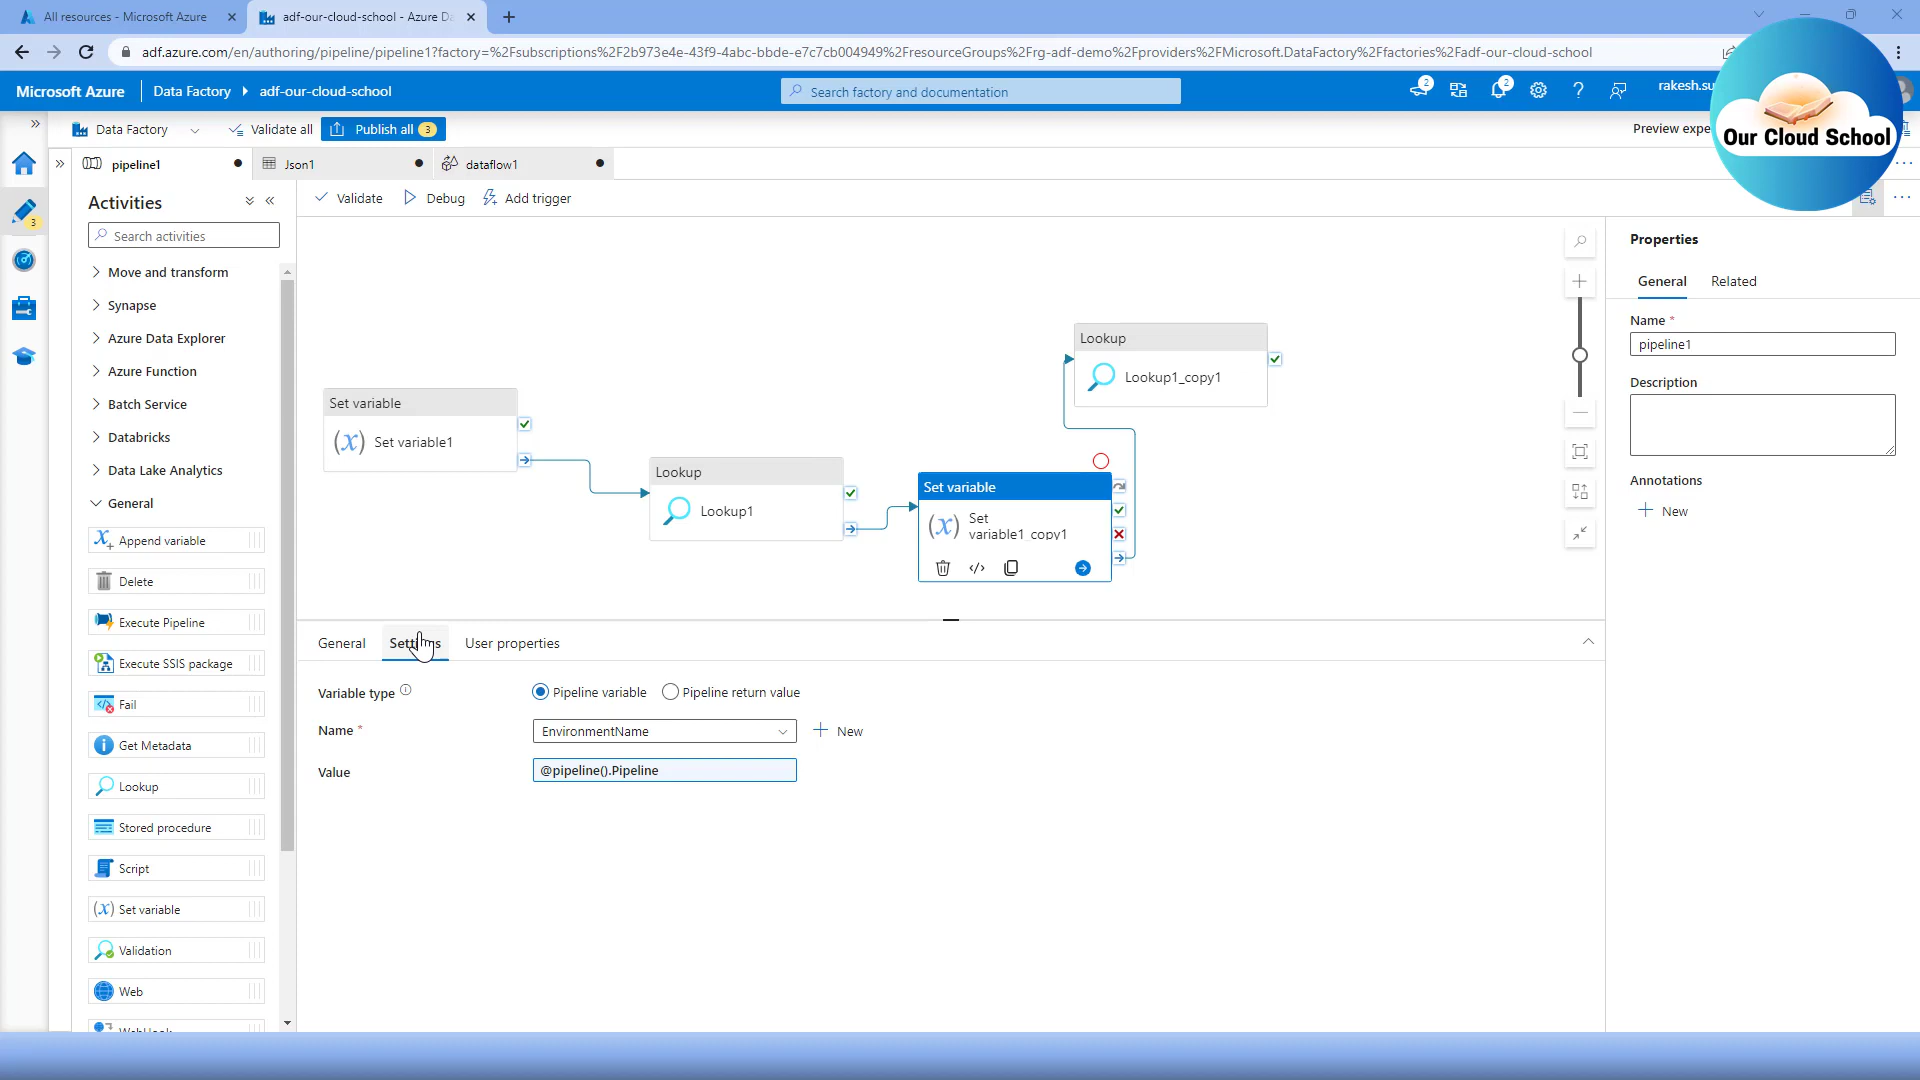 All resources - Microsoft Azure
adf-our-cloud-school - Azure Da
adf.azure.com/en/authoring/pipeline/pipeline1?factory=%2Fsubscriptions%2F2b973e4e-43f9-4abc-bbde-e7c7cb004949%2FresourceGroups%2Frg-adf-demo%2Fproviders%2FMicrosoft.DataFactory%2Ffactories%2Fadf-our-cloud-school
Microsoft Azure
Data Factory
adf-our-cloud-school
Search factory and documentation
2
2
rakesh.su
Data Factory
Validate all
Publish all
3
Preview expe
Our Cloud School
pipeline1
Json1
dataflow1
3
Activities
Validate
Debug
Add trigger
Search activities
Move and transform
Synapse
Azure Data Explorer
Azure Function
Batch Service
Databricks
Data Lake Analytics
General
Append variable
Delete
Execute Pipeline
Execute SSIS package
Fail
Get Metadata
Lookup
Stored procedure
Script
Set variable
Validation
Web
Set variable
(x) Set variable1
Lookup
Lookup1
Set variable
(x) Set
variable1_copy1
Lookup
Lookup1_copy1
General
Settings
User properties
Variable type
Pipeline variable
Pipeline return value
Name *
EnvironmentName
New
Value
@pipeline().Pipeline
Properties
General
Related
Name *
pipeline1
Description
Annotations
New